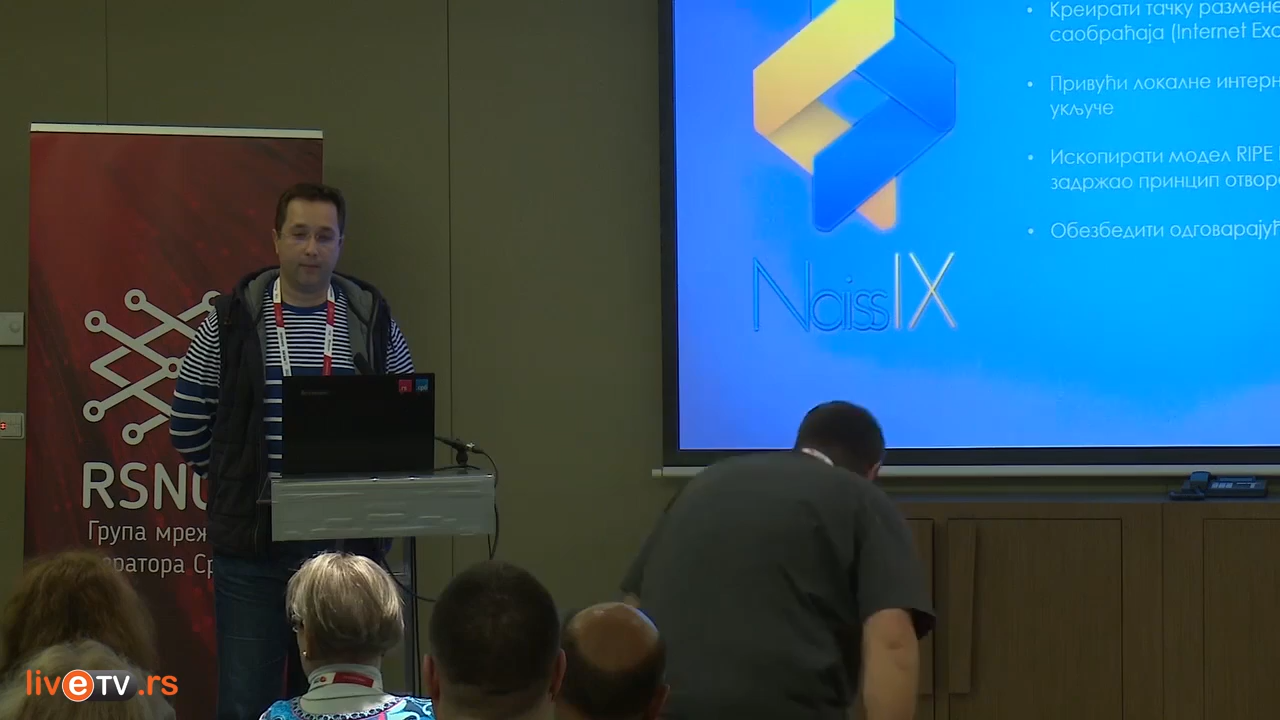 Креирати тачку размене
саобраћаја (Internet Exc
Привући локалне интерн
укључе
Ископирати модел RIPE
задржао принцип отворе
Обезбедити одговарајућ
NaissIX
RSNO
Група мреж
ератора Ср
liveTV.rs